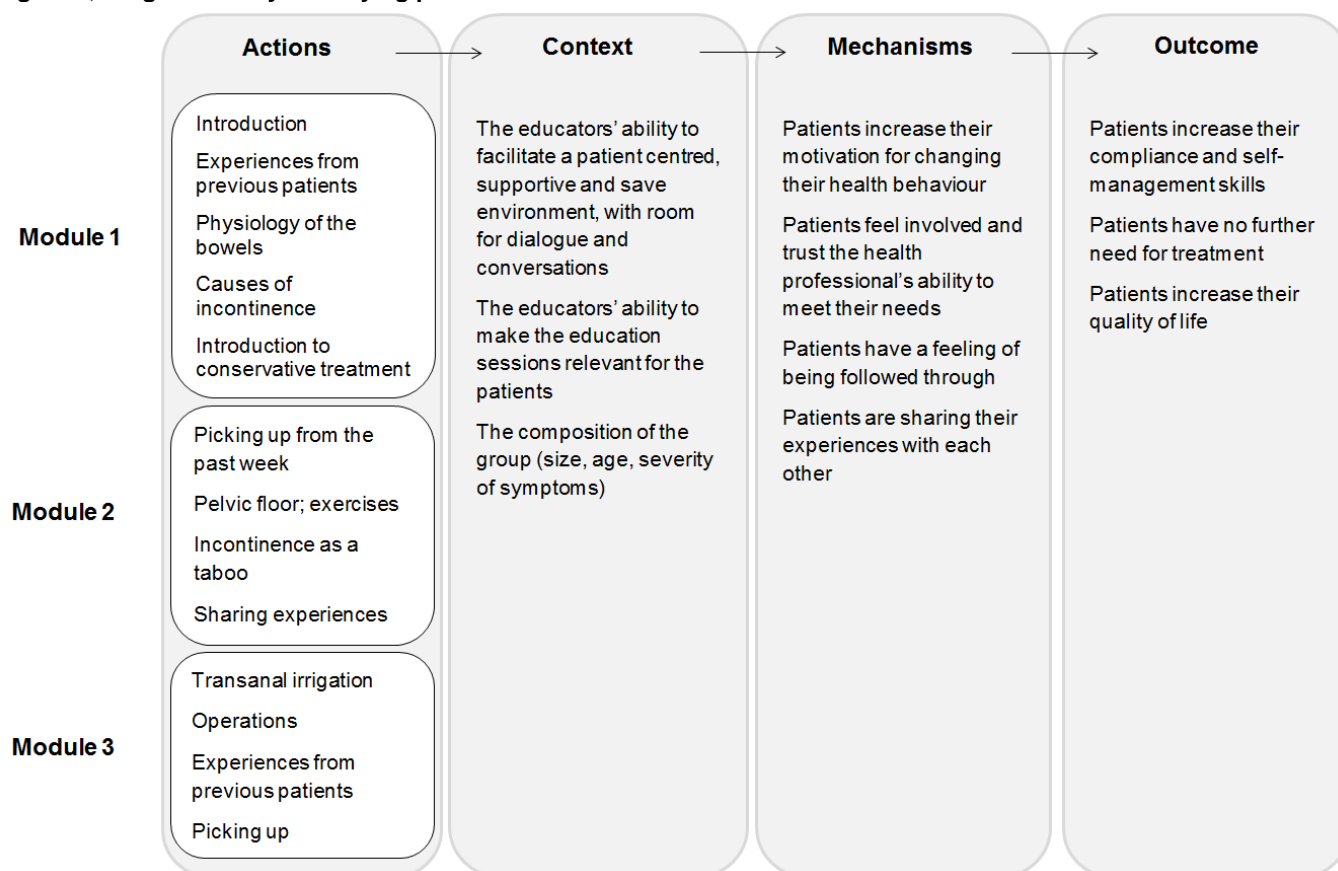 Actions
Context
Mechanisms
Outcome
Module 1
Introduction
Experiences from
previous patients
Physiology of the
bowels
Causes of
incontinence
Introduction to
conservative treatment
Module 2
Picking up from the
past week
Pelvic floor; exercises
Incontinence as a
taboo
Sharing experiences
Module 3
Transanal irrigation
Operations
Experiences from
previous patients
Picking up
The educators’ ability to
facilitate a patient centred,
supportive and save
environment, with room
for dialogue and
conversations
The educators’ ability to
make the education
sessions relevant for the
patients
The composition of the
group (size, age, severity
of symptoms)
Patients increase their
motivation for changing
their health behaviour
Patients feel involved and
trust the health
professional’s ability to
meet their needs
Patients have a feeling of
being followed through
Patients are sharing their
experiences with each
other
Patients increase their
compliance and self-
management skills
Patients have no further
need for treatment
Patients increase their
quality of life